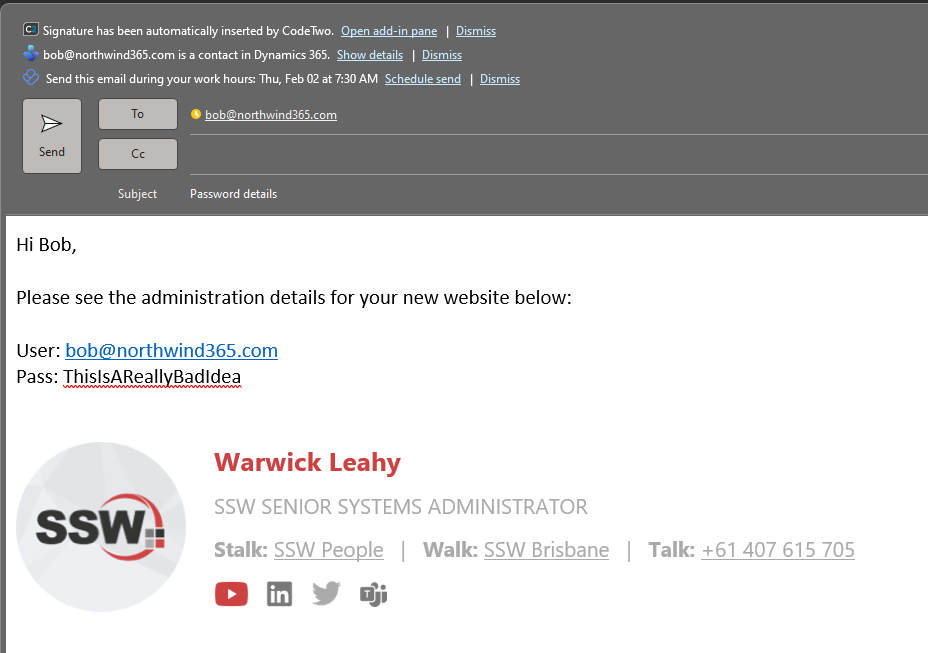 Signature has been automatically inserted by CodeTwo. Open add-in pane | Dismiss
bob@northwind365.com is a contact in Dynamics 365. Show details | Dismiss
Send this email during your work hours: Thu, Feb 02 at 7:30 AM Schedule send | Dismiss
Send
To
bob@northwind365.com
Cc
Subject Password details
Hi Bob,
Please see the administration details for your new website below:
User: bob@northwind365.com
Pass: ThisIsAReallyBadIdea
SSW
Warwick Leahy
SSW SENIOR SYSTEMS ADMINISTRATOR
Stalk: SSW People | Walk: SSW Brisbane | Talk: +61 407 615 705